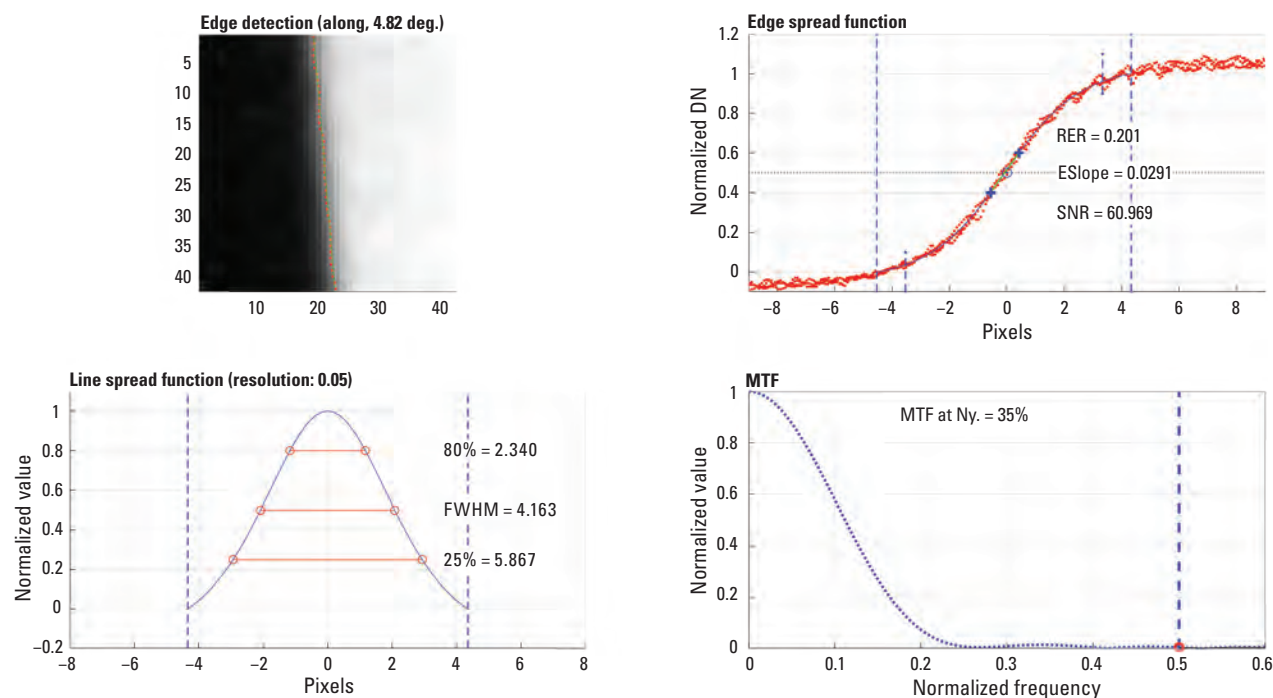 Edge detection (along, 4.82 deg.)
5
10
15
20
25
30
35
40
10 20 30 40
Edge spread function
Normalized DN
1.2
1
0.8
0.6
0.4
0.2
0
RER = 0.201
ESlope = 0.0291
SNR = 60.969
−8 −6 −4 −2 0 2 4 6 8
Pixels
Line spread function (resolution: 0.05)
Normalized value
1
0.8
0.6
0.4
0.2
0
−0.2
80% = 2.340
FWHM = 4.163
25% = 5.867
−8 −6 −4 −2 0 2 4 6 8
Pixels
MTF
Normalized value
1
0.8
0.6
0.4
0.2
0
MTF at Ny. = 35%
0 0.1 0.2 0.3 0.4 0.5 0.6
Normalized frequency